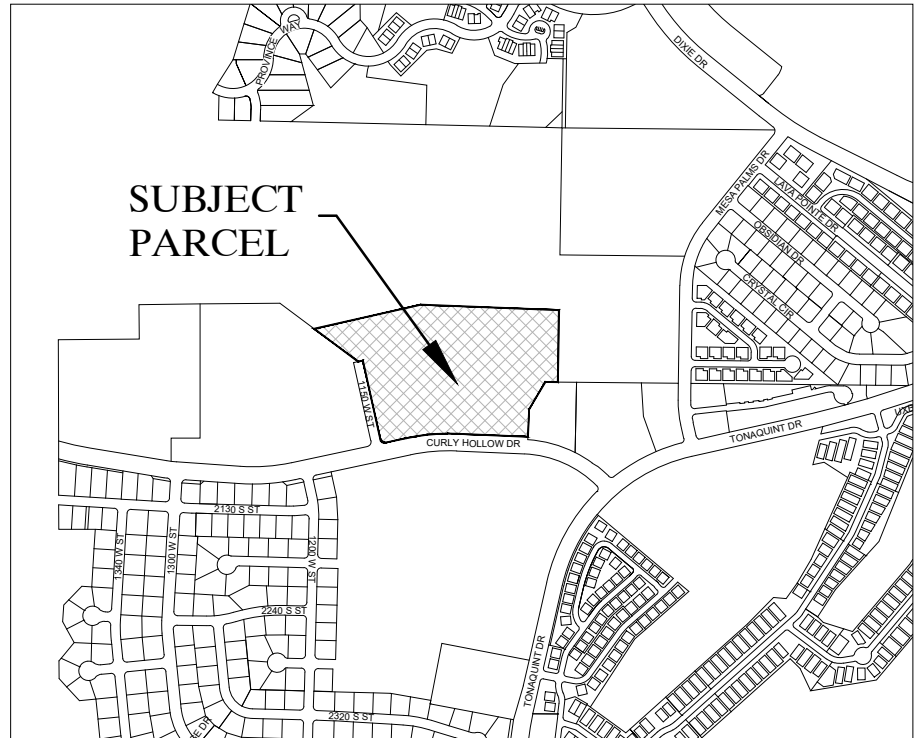 PROVINCE WAY
DIXIE DR
MESA PALMS DR
LAVA POINTE DR
SUBJECT
PARCEL
OBSIDIAN DR
CRYSTAL CIR
1150 W ST
CURLY HOLLOW DR
TONAQUINT DR
2130 S ST
1340 W ST
1300 W ST
1200 W ST
2240 S ST
TONAQUINT DR
2320 S ST